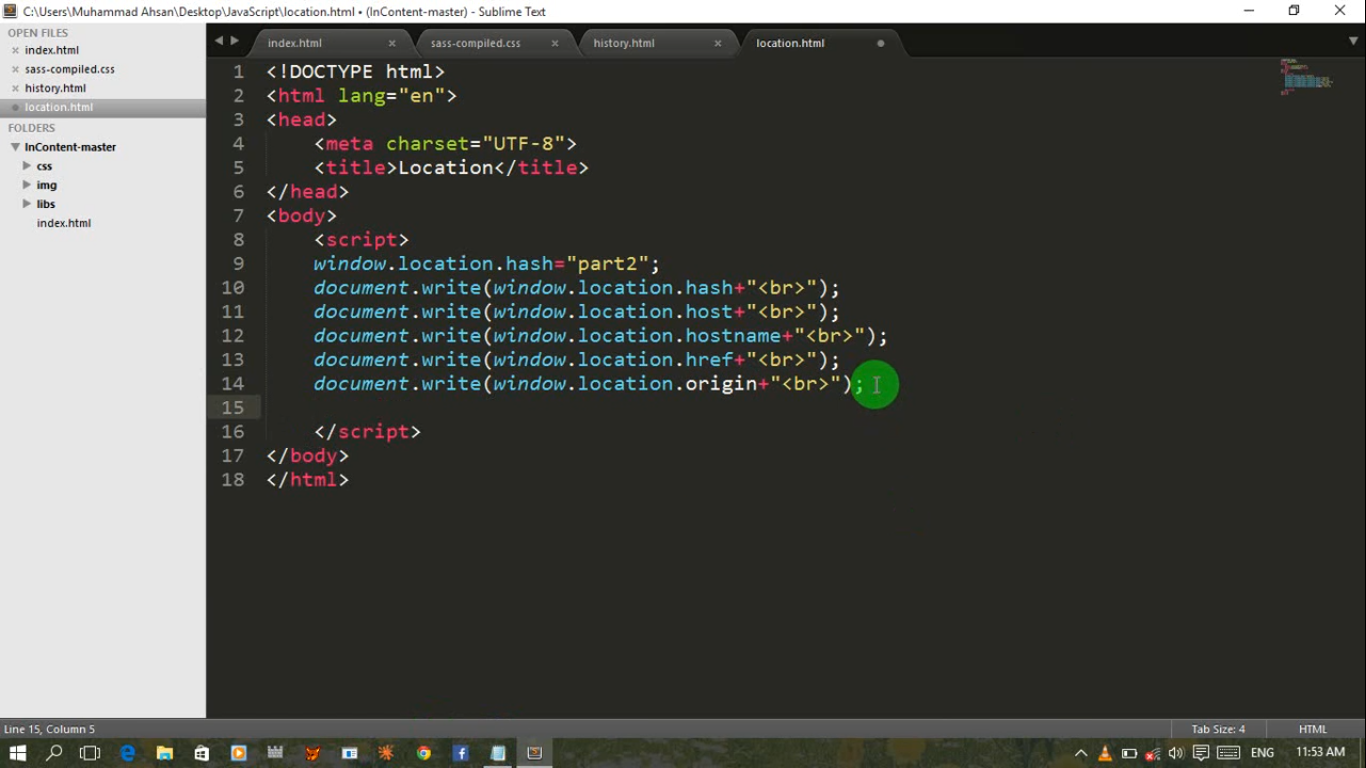 C:\Users\Muhammad Ahsan\Desktop\JavaScript\location.html • (InContent-master) - Sublime Text
OPEN FILES
index.html
sass-compiled.css
history.html
location.html
FOLDERS
InContent-master
css
img
libs
index.html
index.html
sass-compiled.css
history.html
location.html
1 <!DOCTYPE html>
2 <html lang="en">
3 <head>
4 <meta charset="UTF-8">
5 <title>Location</title>
6 </head>
7 <body>
8 <script>
9 window.location.hash="part2";
10 document.write(window.location.hash+"<br>");
11 document.write(window.location.host+"<br>");
12 document.write(window.location.hostname+"<br>");
13 document.write(window.location.href+"<br>");
14 document.write(window.location.origin+"<br>");
15
16 </script>
17 </body>
18 </html>
Line 15, Column 5
Tab Size: 4
HTML
ENG
11:53 AM